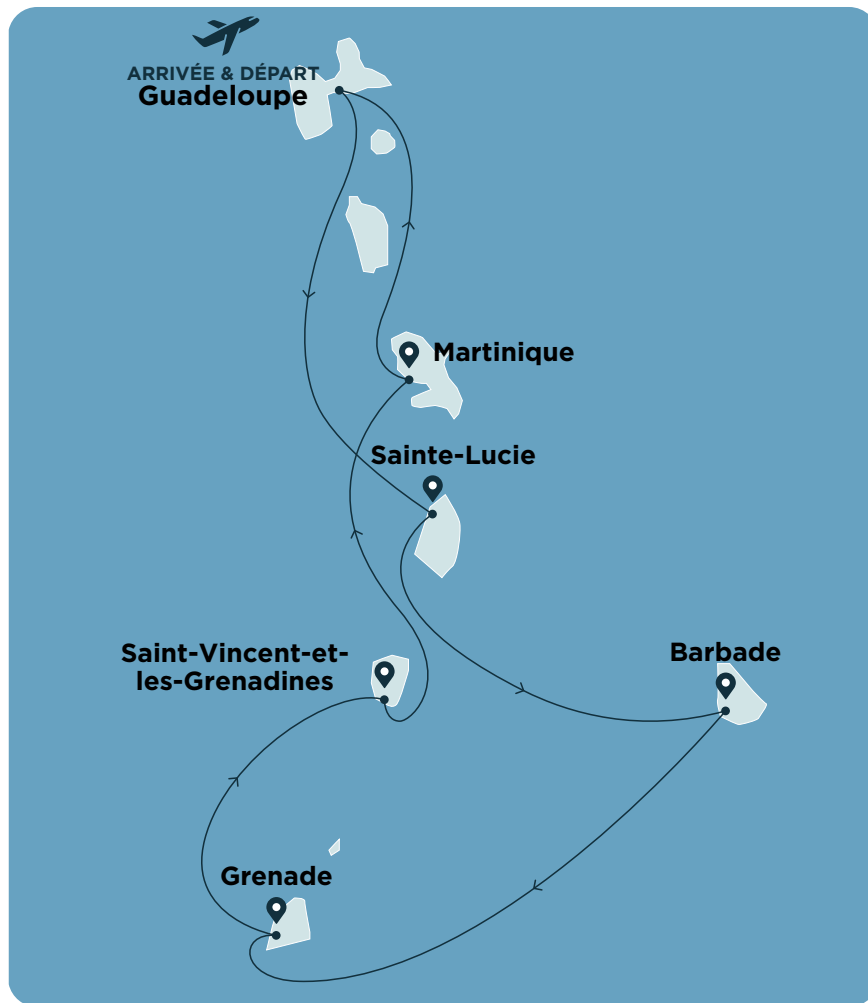 ARRIVÉE & DÉPART
Guadeloupe
Martinique
Sainte-Lucie
Saint-Vincent-et-
les-Grenadines
Barbade
Grenade